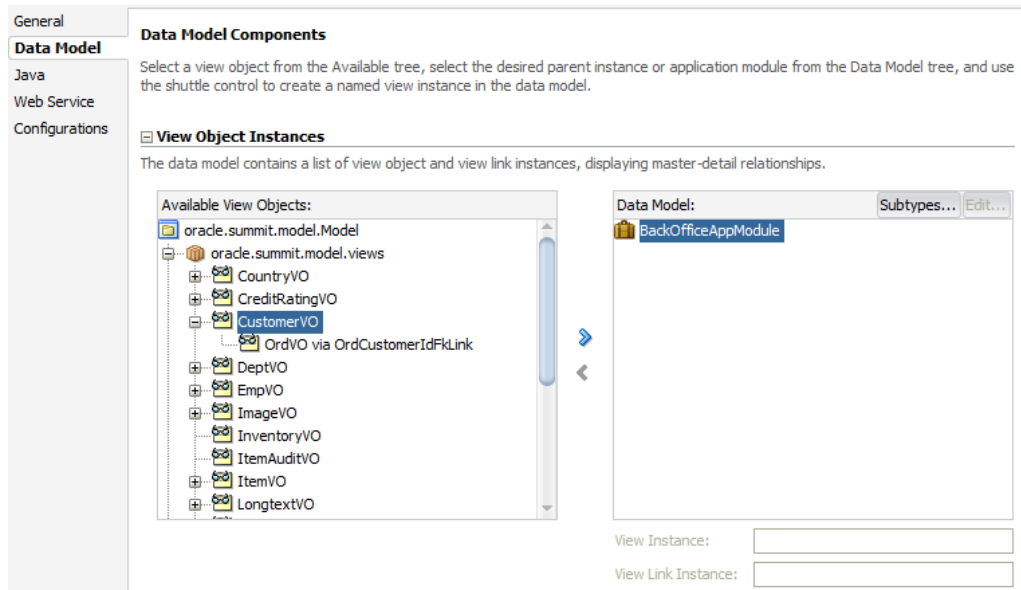 General
Data Model
Java
Web Service
Configurations
Data Model Components
Select a view object from the Available tree, select the desired parent instance or application module from the Data Model tree, and use
the shuttle control to create a named view instance in the data model.
View Object Instances
The data model contains a list of view object and view link instances, displaying master-detail relationships.
Available View Objects:
oracle.summit.model.Model
oracle.summit.model.views
CountryVO
CreditRatingVO
CustomerVO
OrdVO via OrdCustomerIdFkLink
DeptVO
EmpVO
ImageVO
InventoryVO
ItemAuditVO
ItemVO
LongtextVO
Data Model:
Subtypes... Edit...
BackOfficeAppModule
View Instance:
View Link Instance: